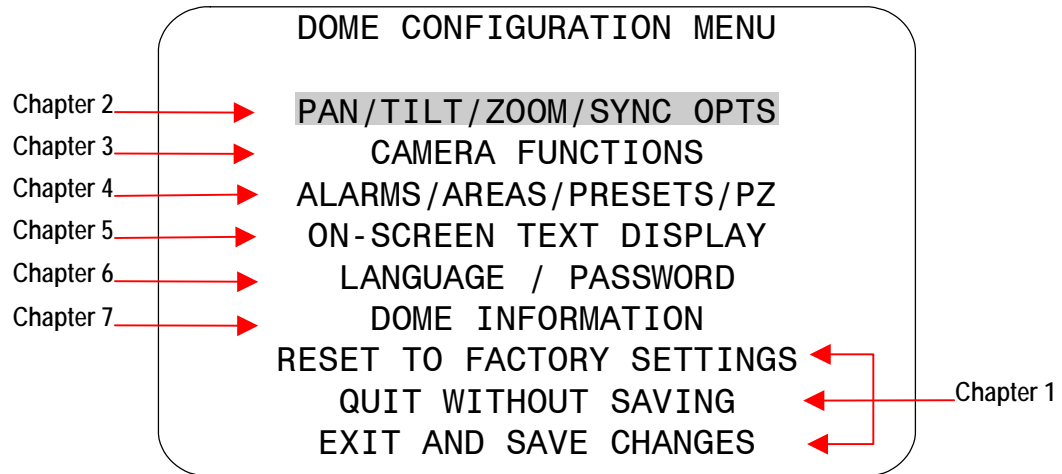 DOME CONFIGURATION MENU
Chapter 2 PAN/TILT/ZOOM/SYNC OPTS
Chapter 3 CAMERA FUNCTIONS
Chapter 4 ALARMS/AREAS/PRESETS/PZ
Chapter 5 ON-SCREEN TEXT DISPLAY
Chapter 6 LANGUAGE / PASSWORD
Chapter 7 DOME INFORMATION
RESET TO FACTORY SETTINGS
QUIT WITHOUT SAVING Chapter 1
EXIT AND SAVE CHANGES